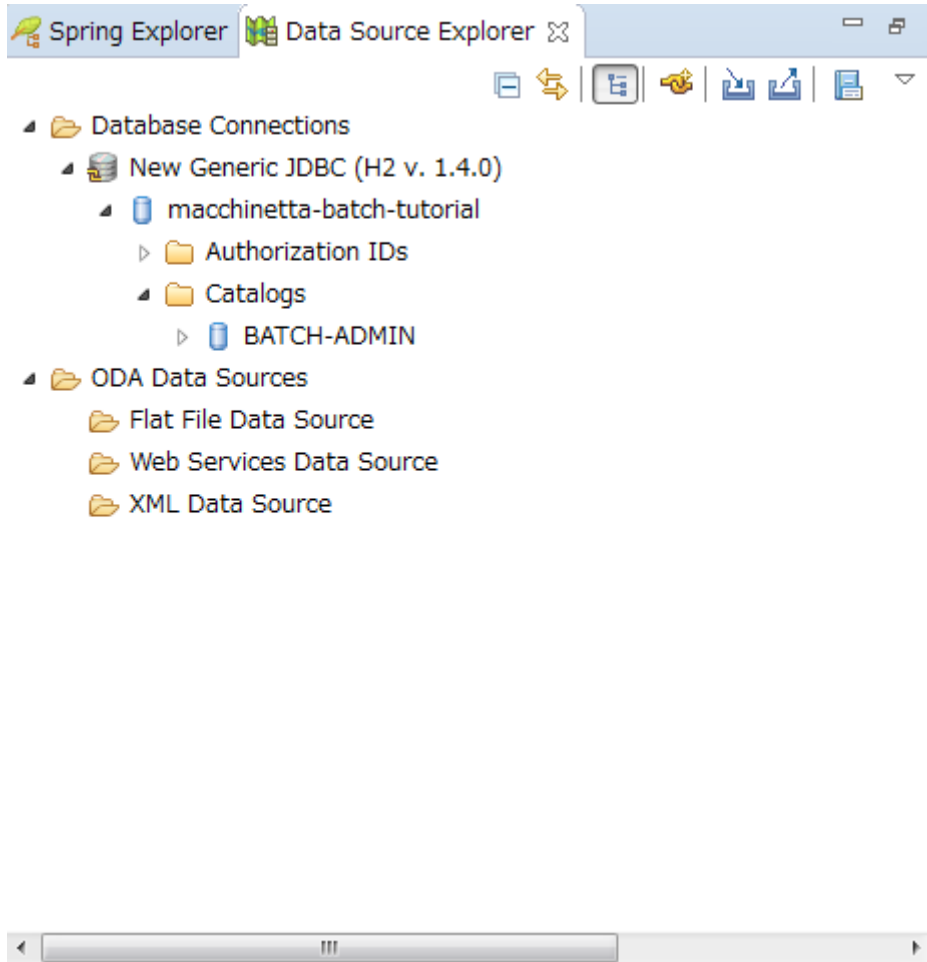 Spring Explorer Data Source Explorer
Database Connections
New Generic JDBC (H2 v. 1.4.0)
macchinetta-batch-tutorial
Authorization IDs
Catalogs
BATCH-ADMIN
ODA Data Sources
Flat File Data Source
Web Services Data Source
XML Data Source